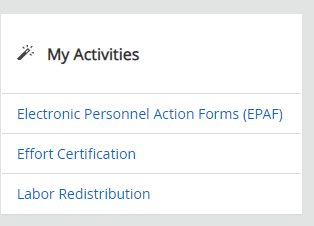 My Activities
Electronic Personnel Action Forms (EPAF)
Effort Certification
Labor Redistribution